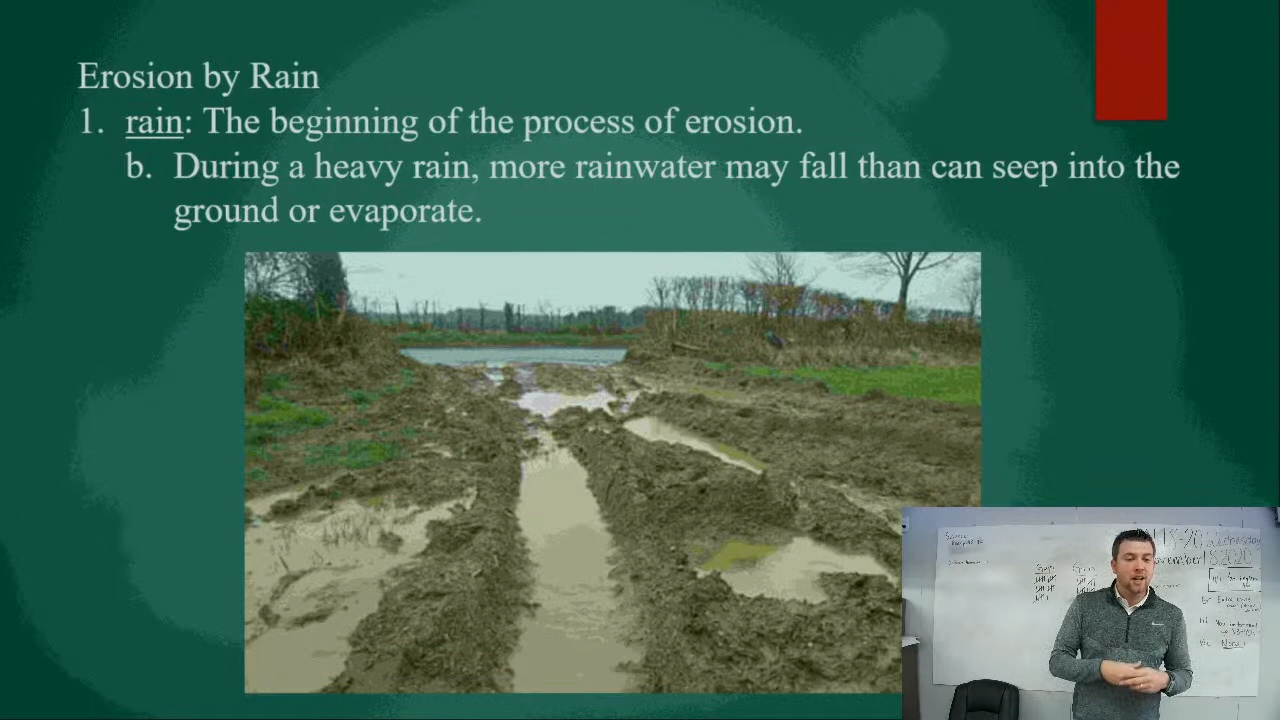 Erosion by Rain
1. rain: The beginning of the process of erosion.
b. During a heavy rain, more rainwater may fall than can seep into the
ground or evaporate.